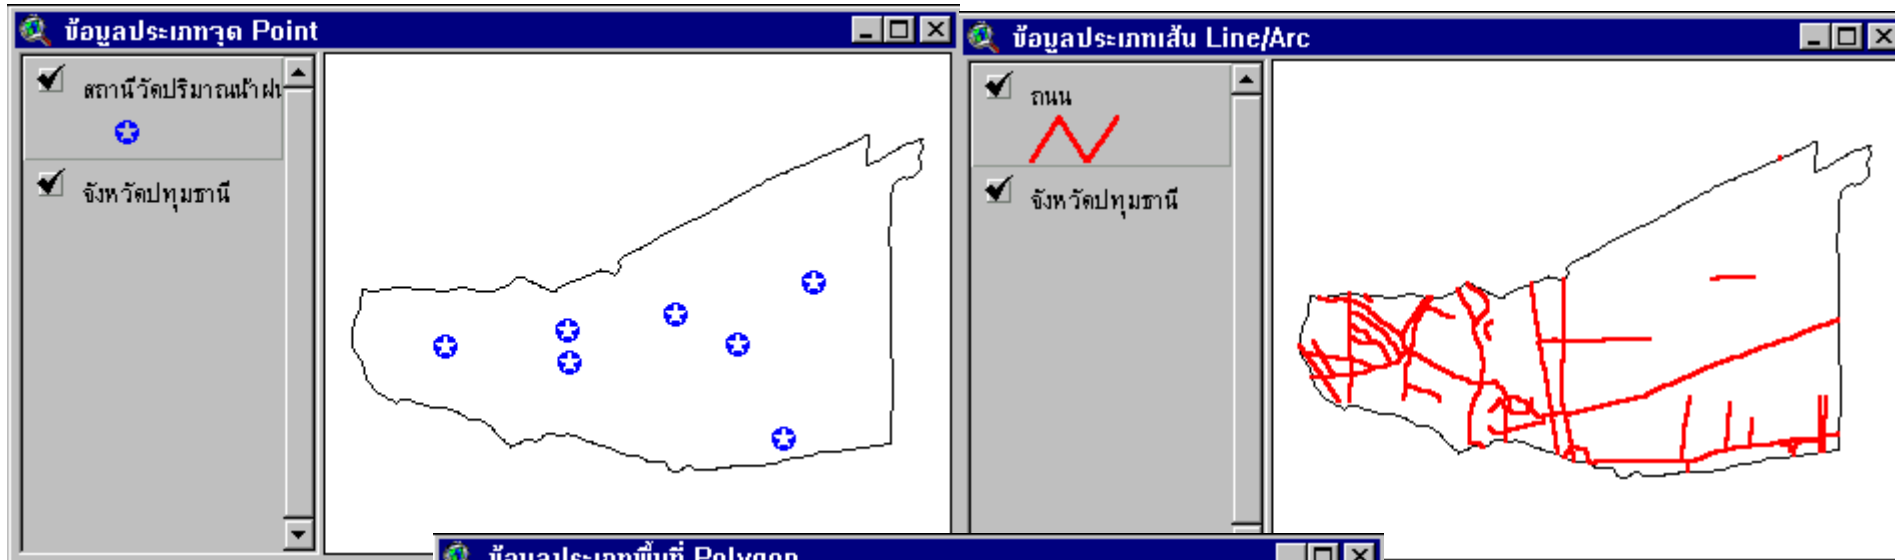 ข้อมูลประเภทจุด Point
สถานีวัดปริมาณน้ำฝน
จังหวัดปทุมธานี
ข้อมูลประเภทเส้น Line/Arc
ถนน
จังหวัดปทุมธานี
ข้อมูลประเภทพื้นที่ Polygon